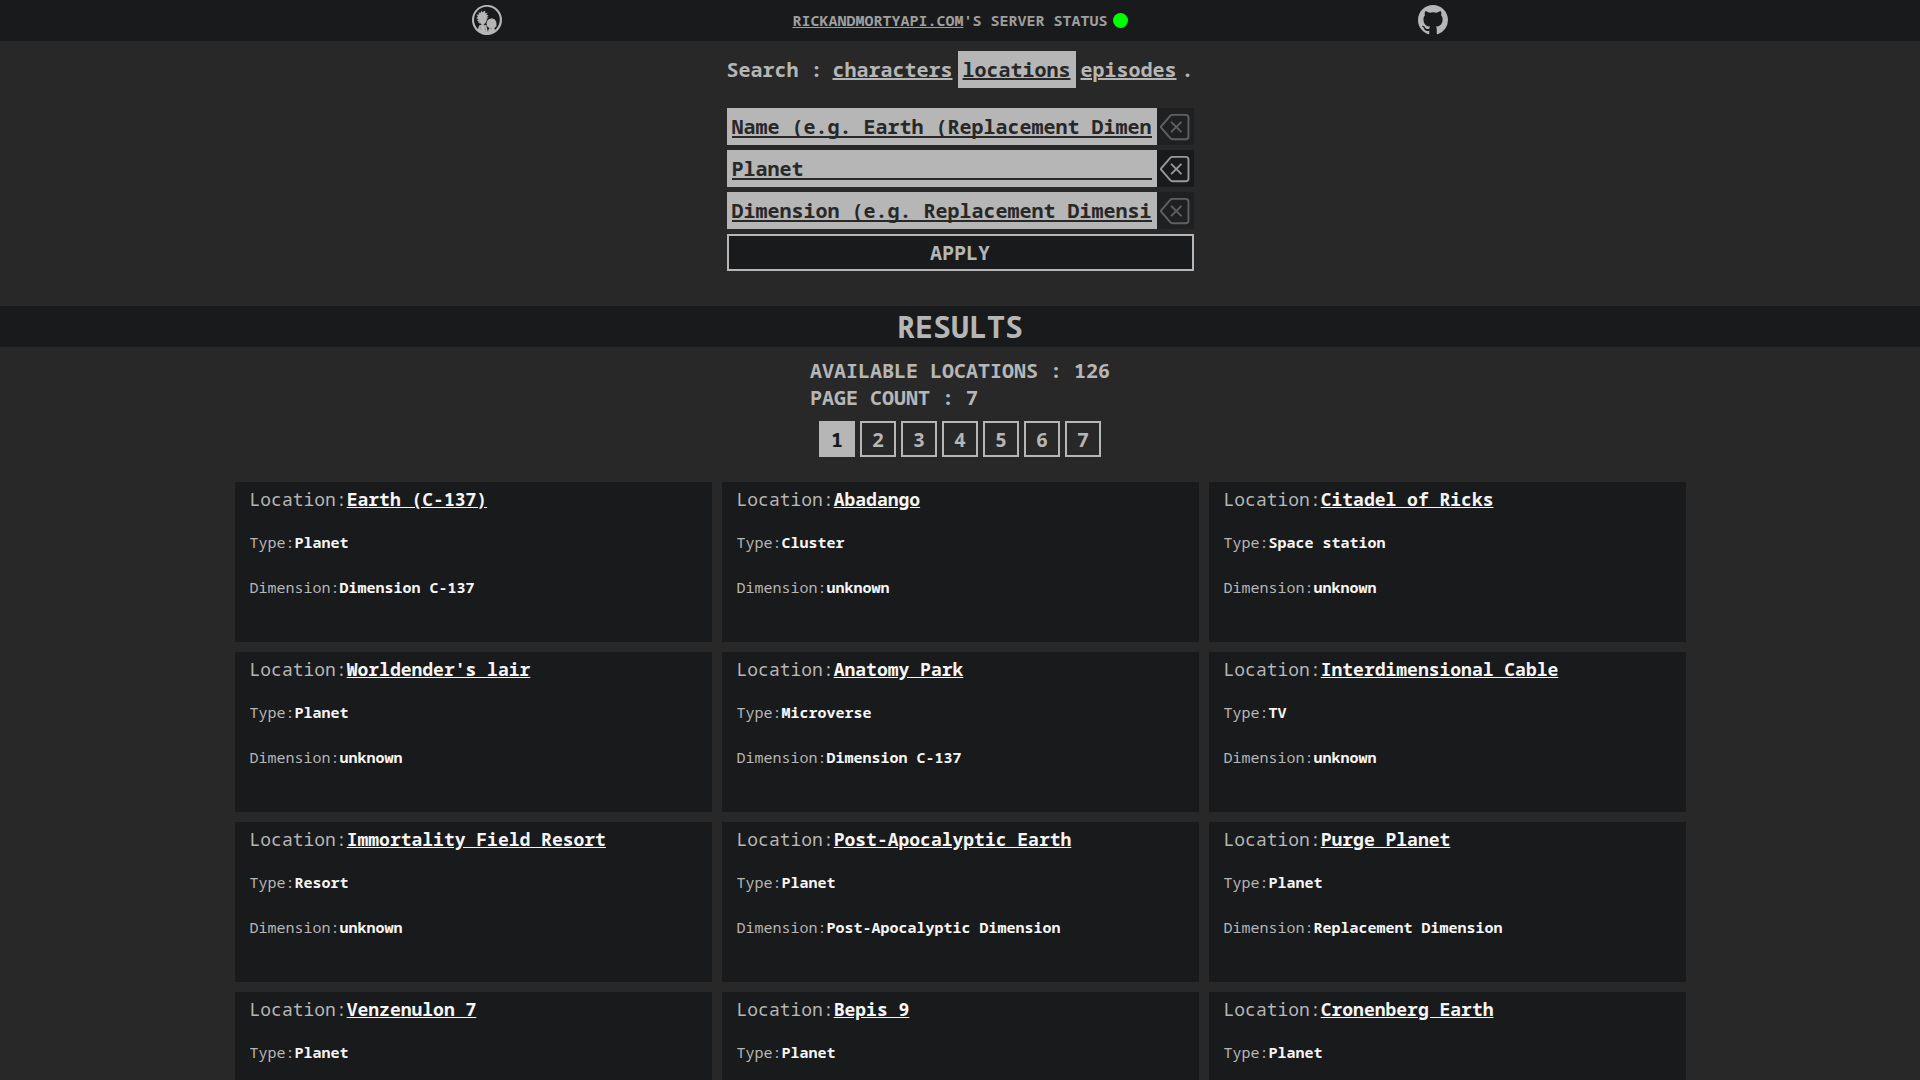 RICKANDMORTYAPI.COM'S SERVER STATUS
Search : characters locations episodes .
Name (e.g. Earth (Replacement Dimen
Planet
Dimension (e.g. Replacement Dimensi
APPLY
RESULTS
AVAILABLE LOCATIONS : 126
PAGE COUNT : 7
1 2 3 4 5 6 7
Location:Earth (C-137)
Type:Planet
Dimension:Dimension C-137
Location:Abadango
Type:Cluster
Dimension:unknown
Location:Citadel of Ricks
Type:Space station
Dimension:unknown
Location:Worldender's lair
Type:Planet
Dimension:unknown
Location:Anatomy Park
Type:Microverse
Dimension:Dimension C-137
Location:Interdimensional Cable
Type:TV
Dimension:unknown
Location:Immortality Field Resort
Type:Resort
Dimension:unknown
Location:Post-Apocalyptic Earth
Type:Planet
Dimension:Post-Apocalyptic Dimension
Location:Purge Planet
Type:Planet
Dimension:Replacement Dimension
Location:Venzenulon 7
Type:Planet
Location:Bepis 9
Type:Planet
Location:Cronenberg Earth
Type:Planet